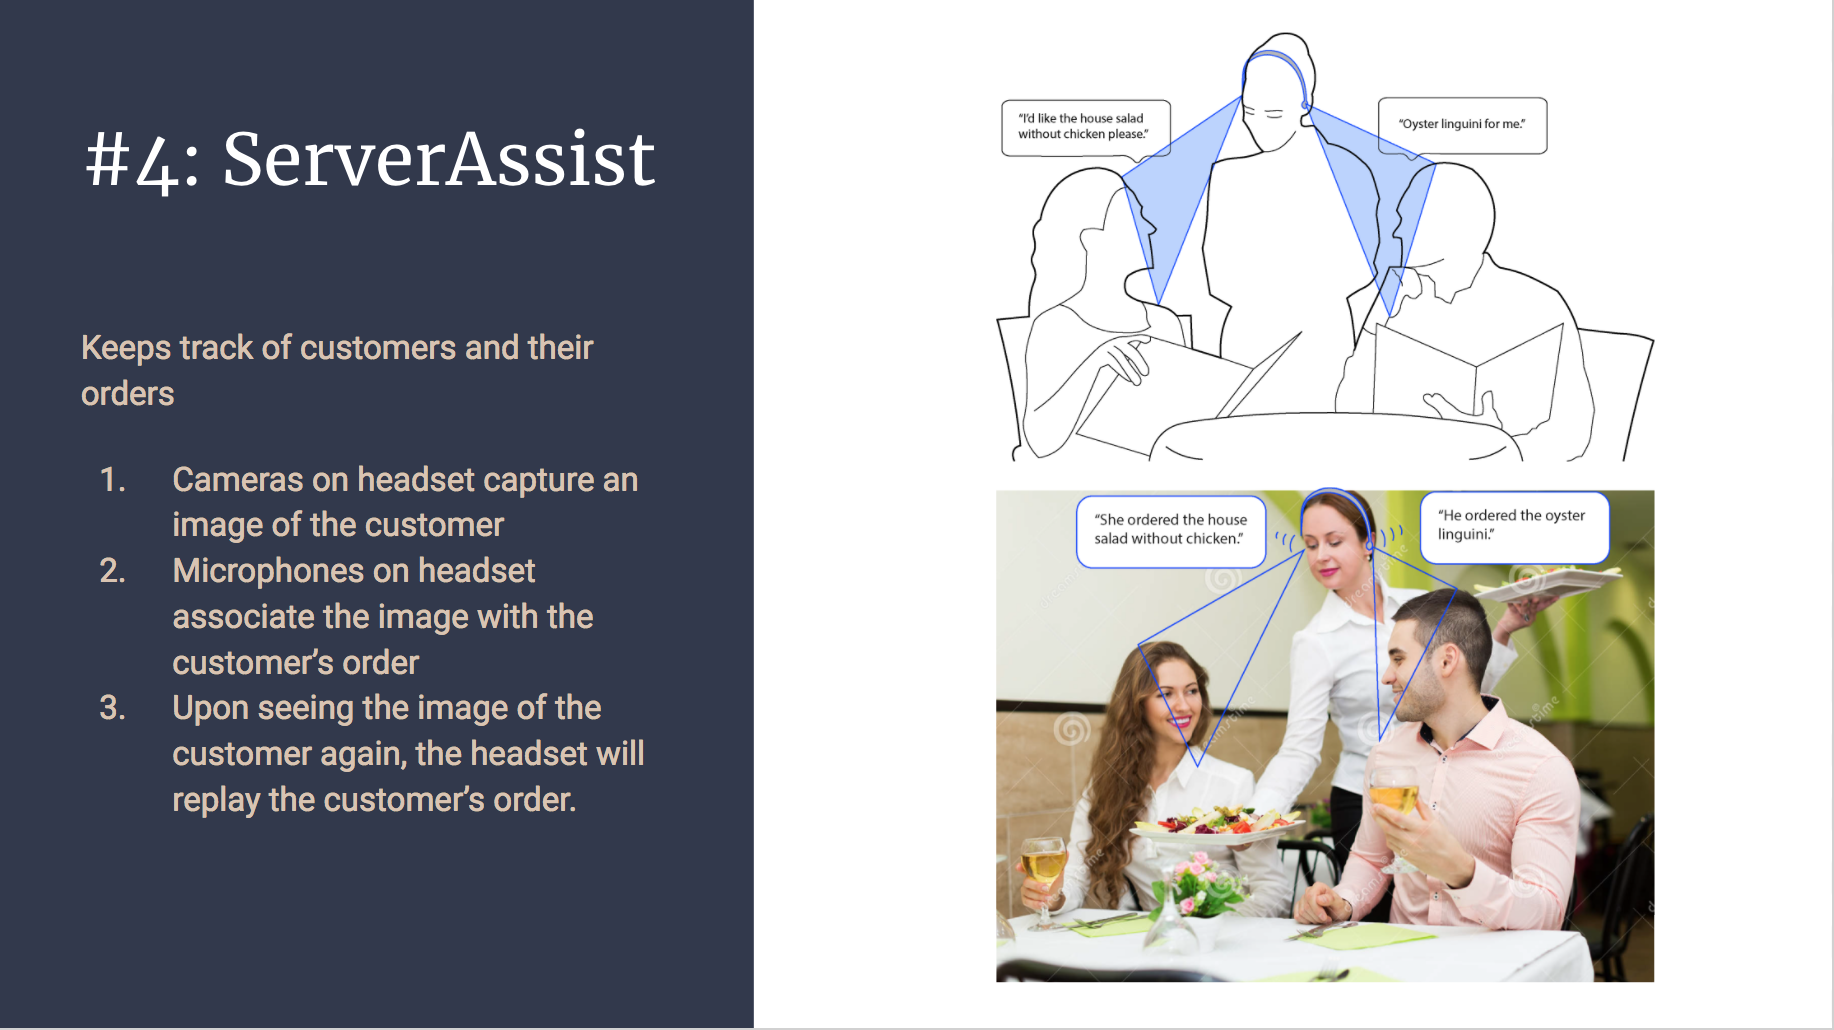 #4: ServerAssist
Keeps track of customers and their
orders
1. Cameras on headset capture an
image of the customer
2. Microphones on headset
associate the image with the
customer's order
3. Upon seeing the image of the
customer again, the headset will
replay the customer's order.
“I'd like the house salad
without chicken please.”
“Oyster linguini for me.”
“She ordered the house
salad without chicken.”
“He ordered the oyster
linguini.”